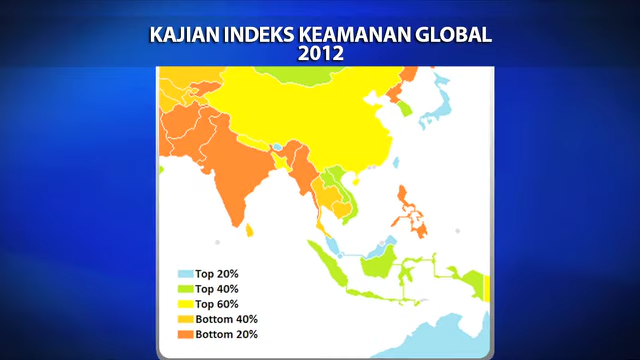 KAJIAN INDEKS KEAMANAN GLOBAL
2012
Top 20%
Top 40%
Top 60%
Bottom 40%
Bottom 20%